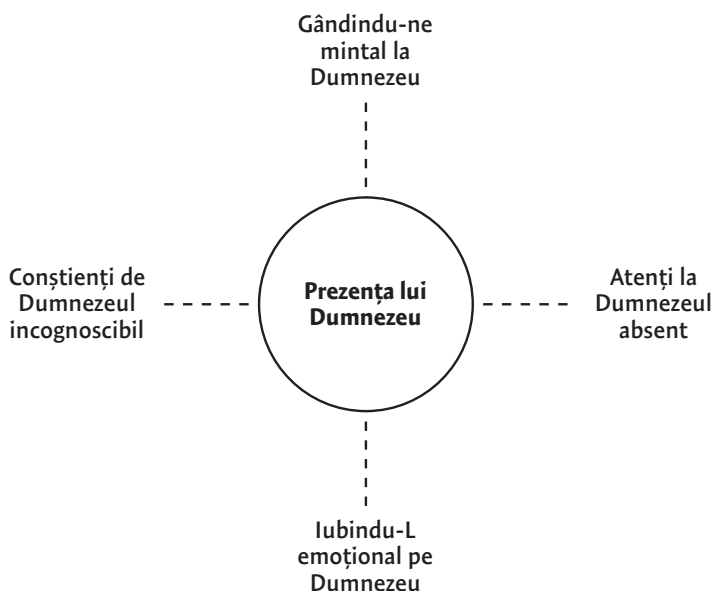 Gândindu-ne
mintal la
Dumnezeu
Conștienți de
Dumnezeul
incognoscibil
Prezența lui
Dumnezeu
Atenți la
Dumnezeul
absent
Iubindu-L
emoțional pe
Dumnezeu